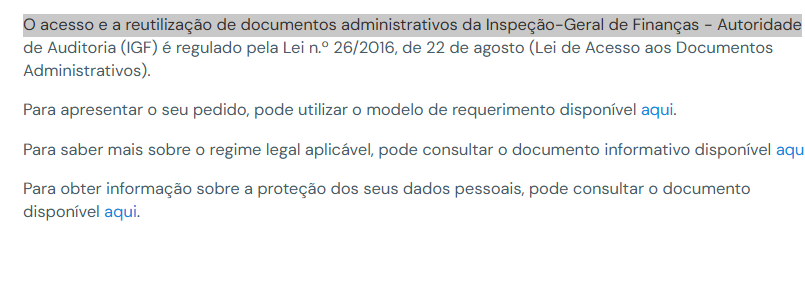 O acesso e a reutilização de documentos administrativos da Inspeção-Geral de Finanças - Autoridade
de Auditoria (IGF) é regulado pela Lei n.º 26/2016, de 22 de agosto (Lei de Acesso aos Documentos
Administrativos).
Para apresentar o seu pedido, pode utilizar o modelo de requerimento disponível aqui.
Para saber mais sobre o regime legal aplicável, pode consultar o documento informativo disponível aqu
Para obter informação sobre a proteção dos seus dados pessoais, pode consultar o documento
disponível aqui.